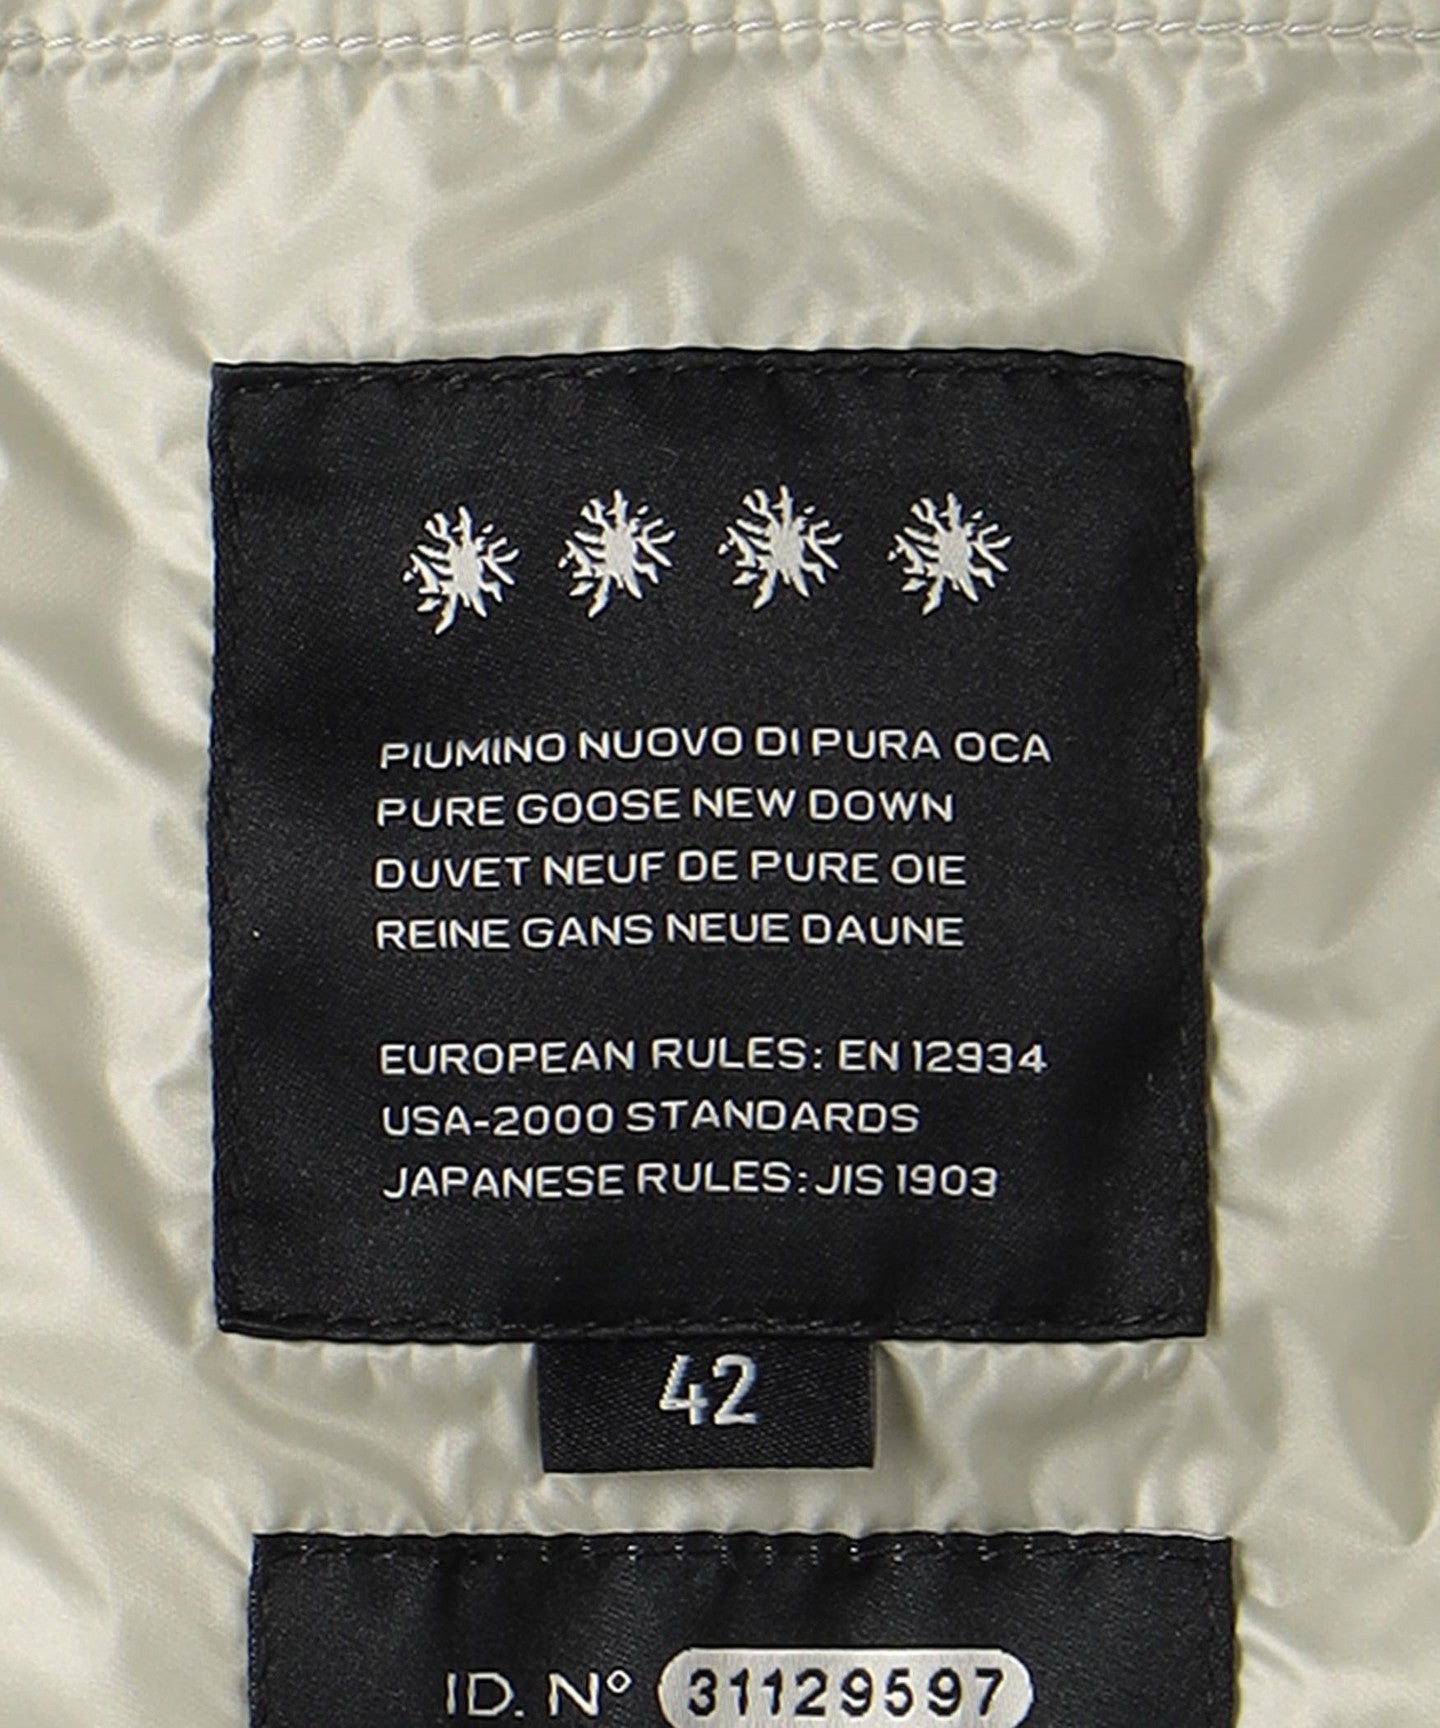 PIUMINO NUOVO DI PURA OCA
PURE GOOSE NEW DOWN
DUVET NEUF DE PURE OIE
REINE GANS NEUE DAUNE
EUROPEAN RULES: EN 12934
USA-2000 STANDARDS
JAPANESE RULES: JIS 1903
42
ID. N° 31129597